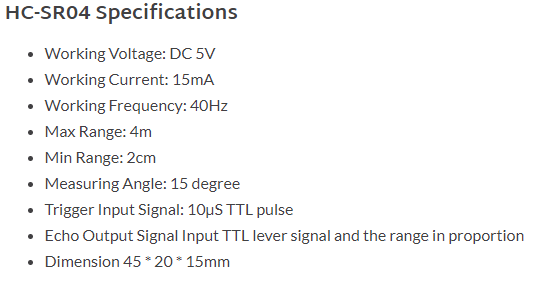 HC-SR04 Specifications
• Working Voltage: DC 5V
• Working Current: 15mA
• Working Frequency: 40Hz
• Max Range: 4m
• Min Range: 2cm
• Measuring Angle: 15 degree
• Trigger Input Signal: 10µS TTL pulse
• Echo Output Signal Input TTL lever signal and the range in proportion
• Dimension 45 * 20 * 15mm